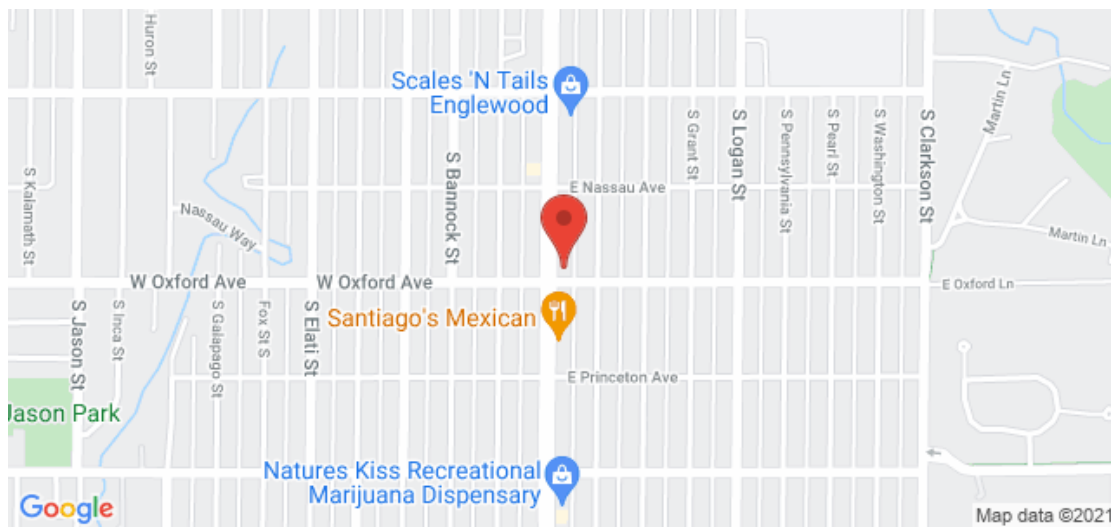 Huron St
Scales 'N Tails
Englewood
Martin Ln
S Grant St
S Logan St
S Pennsylvania St
S Pearl St
S Washington St
S Clarkson St
S Kalamath St
S Bannock St
E Nassau Ave
Nassau Way
Martin Ln
W Oxford Ave
W Oxford Ave
E Oxford Ln
S Jason St
S Inca St
S Galapago St
Fox St S
S Elati St
Santiago's Mexican
E Princeton Ave
Jason Park
Natures Kiss Recreational
Marijuana Dispensary
Google
Map data ©2021